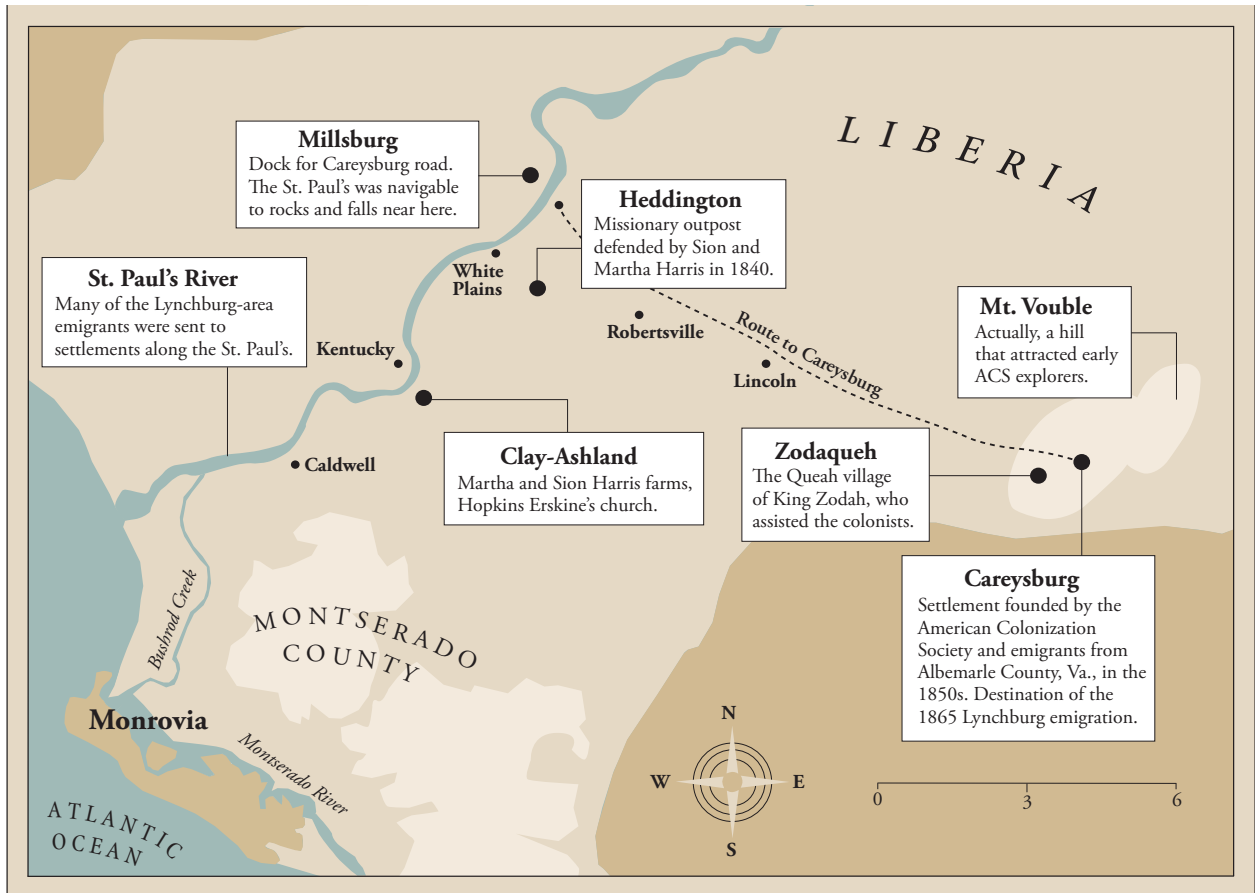 LIBERIA
Millsburg
Dock for Careysburg road.
The St. Paul's was navigable
to rocks and falls near here.
Heddington
Missionary outpost
defended by Sion and
Martha Harris in 1840.
White
Plains
St. Paul's River
Many of the Lynchburg-area
emigrants were sent to
settlements along the St. Paul's.
Mt. Vouble
Actually, a hill
that attracted early
ACS explorers.
Robertsville
Route to Careysburg
Kentucky
Lincoln
Clay-Ashland
Martha and Sion Harris farms,
Hopkins Erskine's church.
Zodaqueh
The Queah village
of King Zodah, who
assisted the colonists.
Caldwell
Careysburg
Settlement founded by the
American Colonization
Society and emigrants from
Albemarle County, Va., in the
1850s. Destination of the
1865 Lynchburg emigration.
Bushrod Creek
MONTSERADO
COUNTY
Monrovia
Montserado River
ATLANTIC
OCEAN
N
W E
S
0 3 6